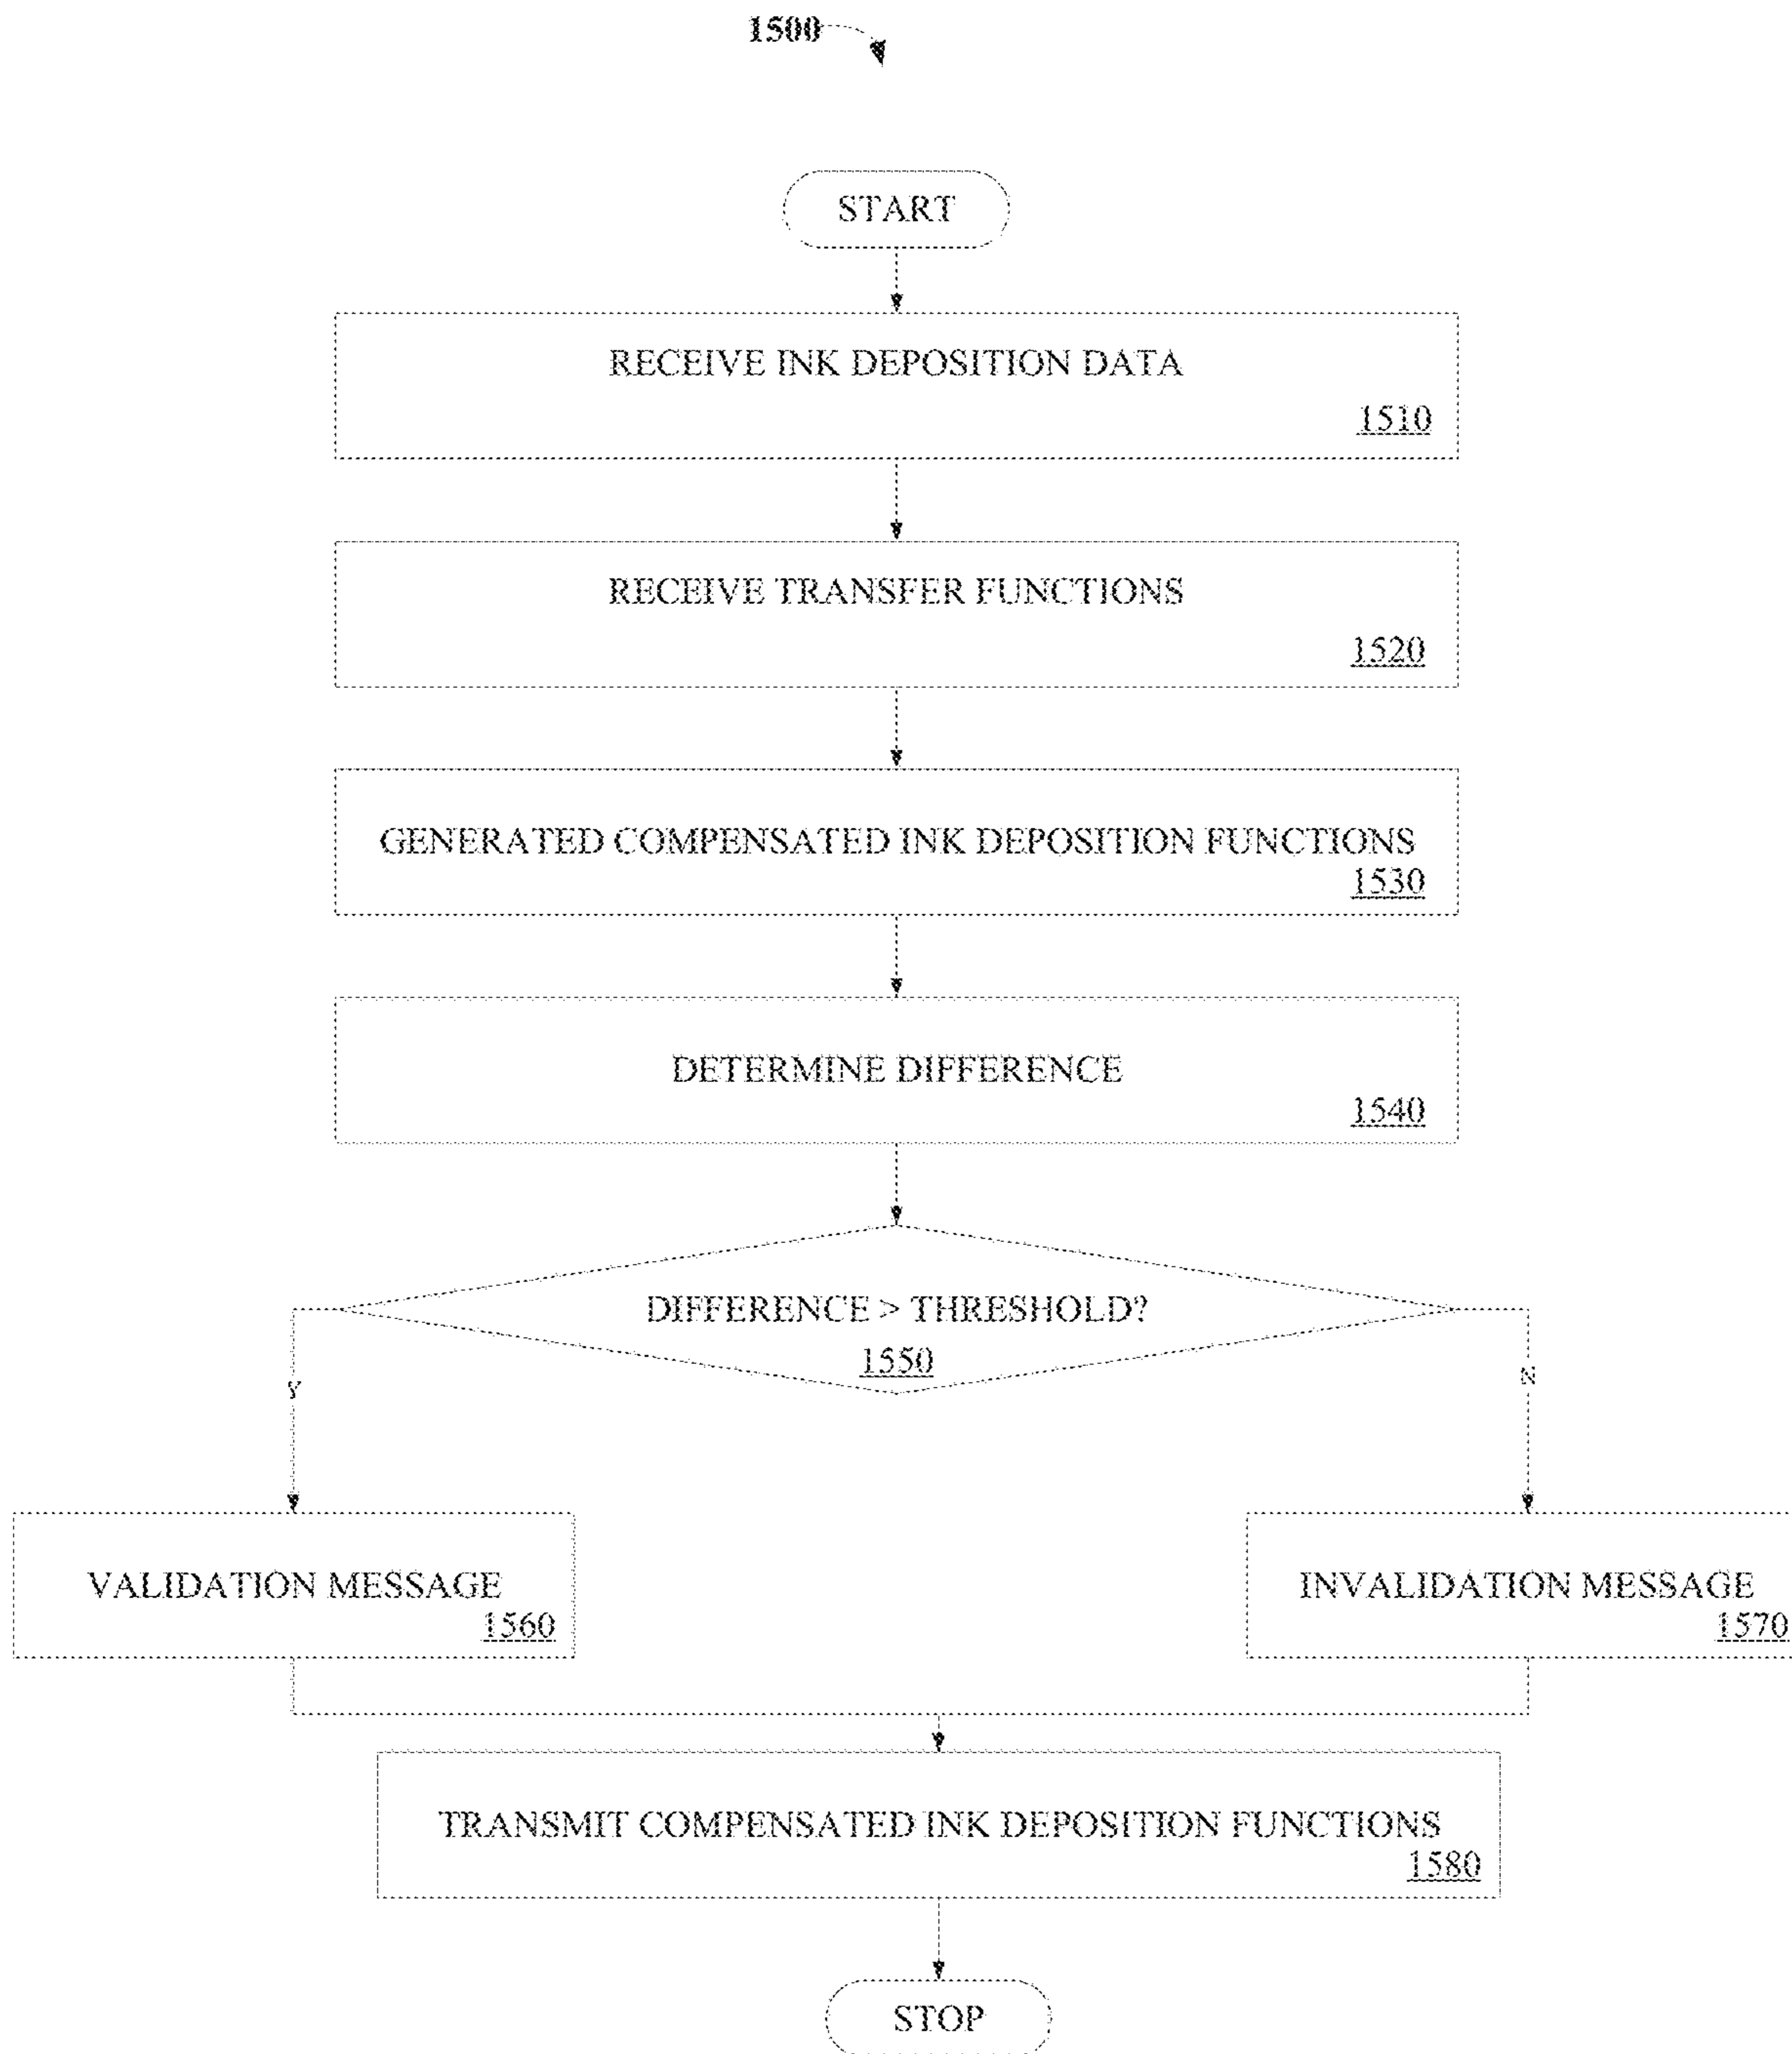 1500
START
RECEIVE INK DEPOSITION DATA
1510
RECEIVE TRANSFER FUNCTIONS
1520
GENERATED COMPENSATED INK DEPOSITION FUNCTIONS
1530
DETERMINE DIFFERENCE
1540
DIFFERENCE > THRESHOLD?
1550
Y
N
VALIDATION MESSAGE
1560
INVALIDATION MESSAGE
1570
TRANSMIT COMPENSATED INK DEPOSITION FUNCTIONS
1580
STOP